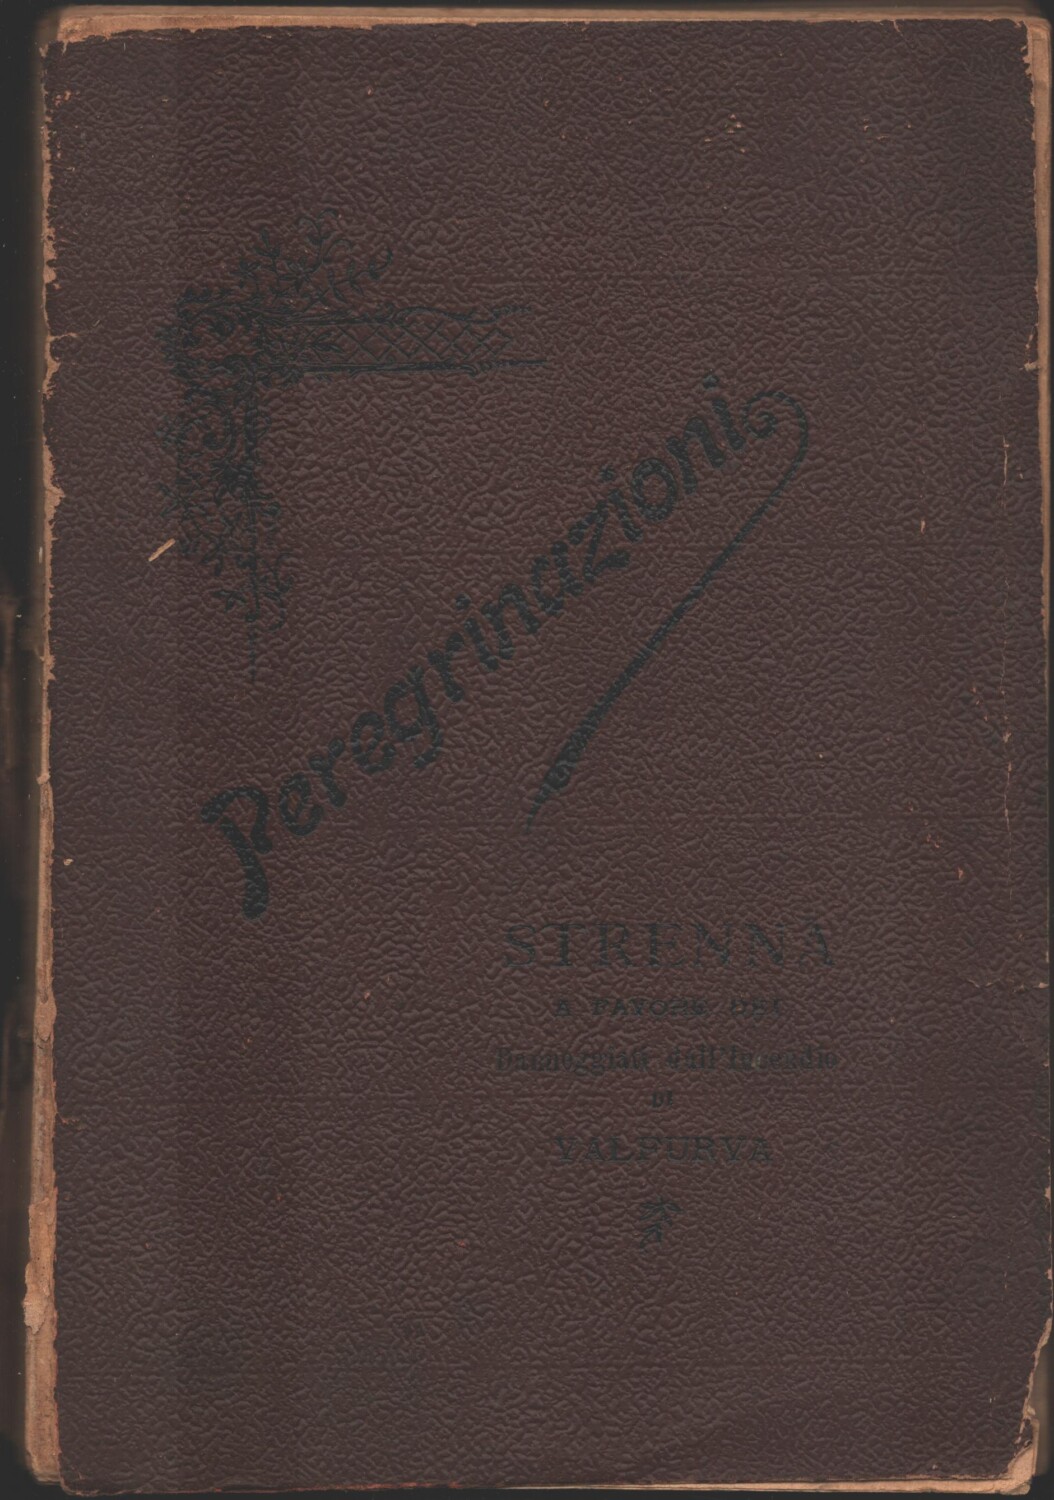 Peregrinazioni
STRENNA
A FAVORE DEI
Danneggiati dall'Incendio
DI
VALFURVA